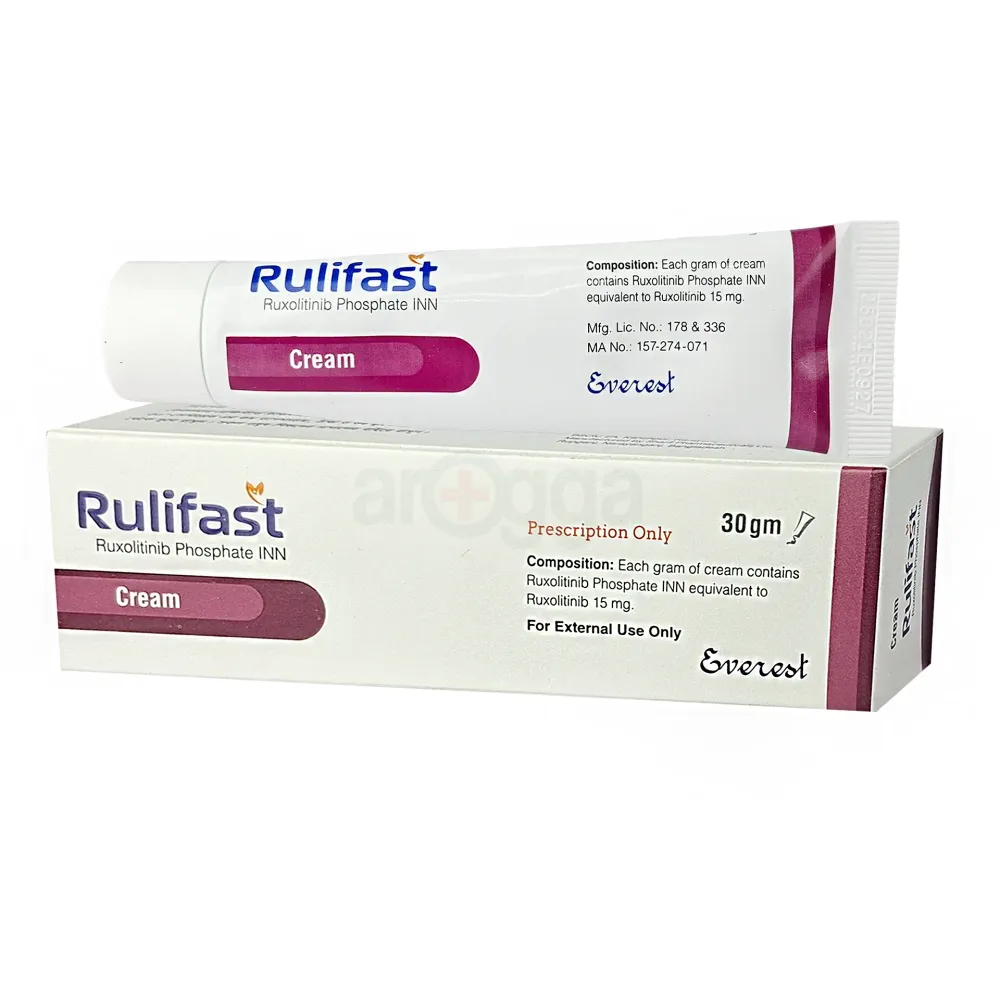 Rulifast
Ruxolitinib Phosphate INN
Cream
Composition: Each gram of cream
contains Ruxolitinib Phosphate INN
equivalent to Ruxolitinib 15 mg.
Mfg. Lic. No.: 178 & 336
MA No.: 157-274-071
Everest
arogga
Rulifast
Ruxolitinib Phosphate INN
Cream
Prescription Only
30gm
Composition: Each gram of cream contains
Ruxolitinib Phosphate INN equivalent to
Ruxolitinib 15 mg.
For External Use Only
Everest
Rulifast
Ruxolitinib Phosphate INN
Cream